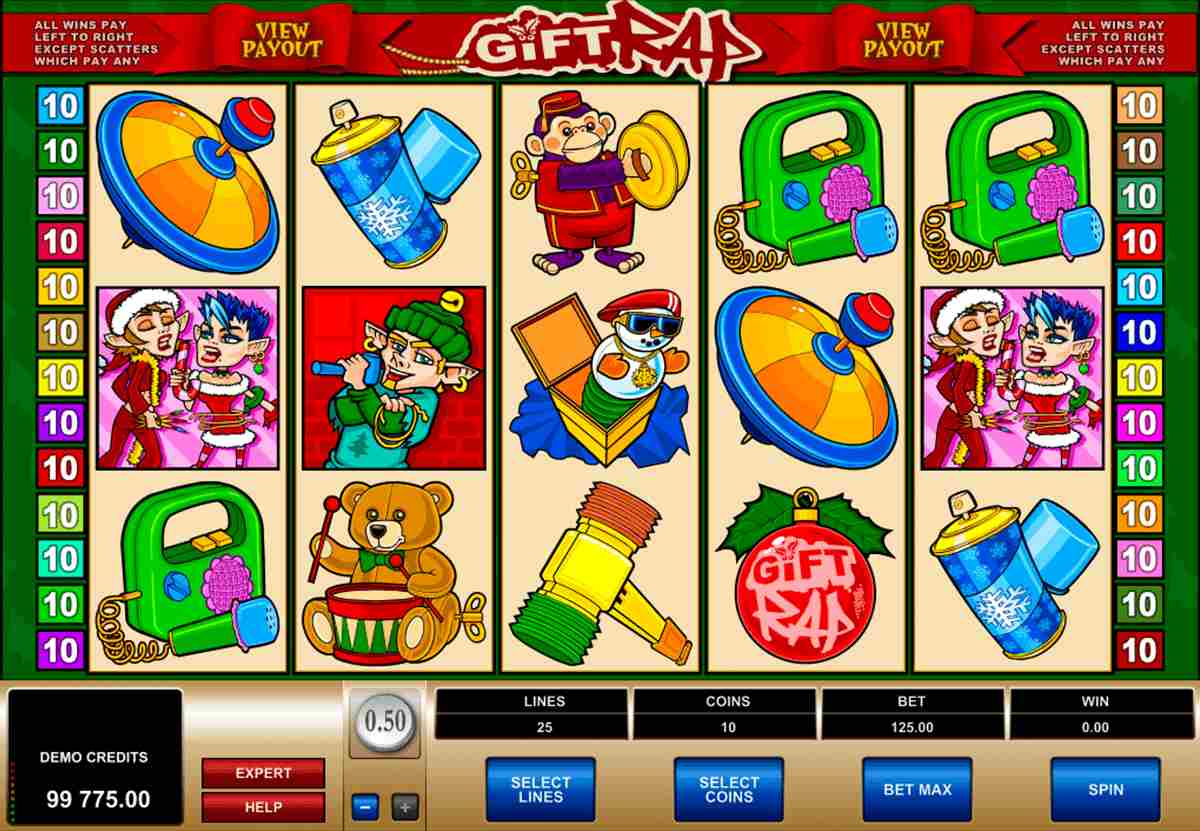 ALL WINS PAY
LEFT TO RIGHT
EXCEPT SCATTERS
WHICH PAY ANY
VIEW
PAYOUT
GiFT RAP
VIEW
PAYOUT
ALL WINS PAY
LEFT TO RIGHT
EXCEPT SCATTERS
WHICH PAY ANY
10
10
10
10
10
10
10
10
10
10
10
10
10
GiFT
RAP
10
10
10
10
10
10
10
10
10
10
10
10
10
DEMO CREDITS
99 775.00
EXPERT
HELP
0.50
−
+
LINES
25
COINS
10
BET
125.00
WIN
0.00
SELECT
LINES
SELECT
COINS
BET MAX
SPIN